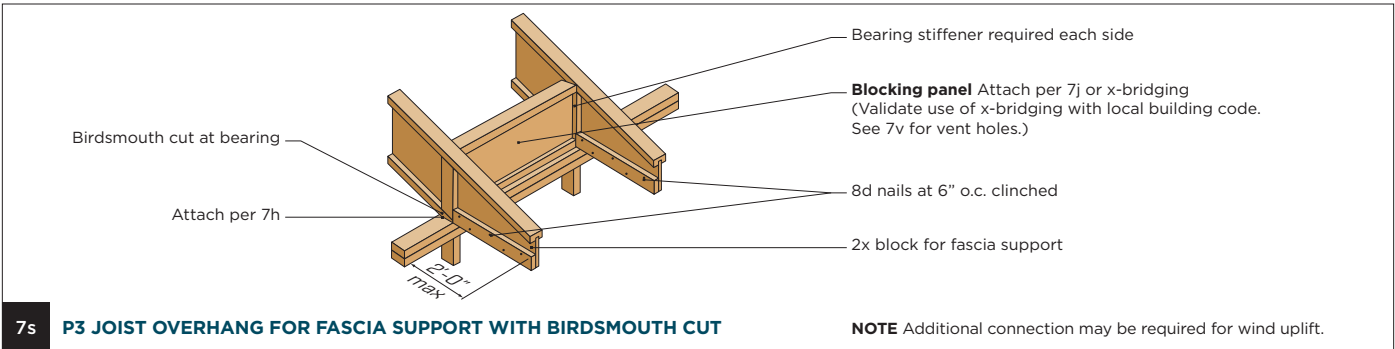 Bearing stiffener required each side
Blocking panel Attach per 7j or x-bridging
(Validate use of x-bridging with local building code.
See 7v for vent holes.)
Birdsmouth cut at bearing
8d nails at 6” o.c. clinched
Attach per 7h
2x block for fascia support
2’-0”
max
7s P3 JOIST OVERHANG FOR FASCIA SUPPORT WITH BIRDSMOUTH CUT
NOTE Additional connection may be required for wind uplift.